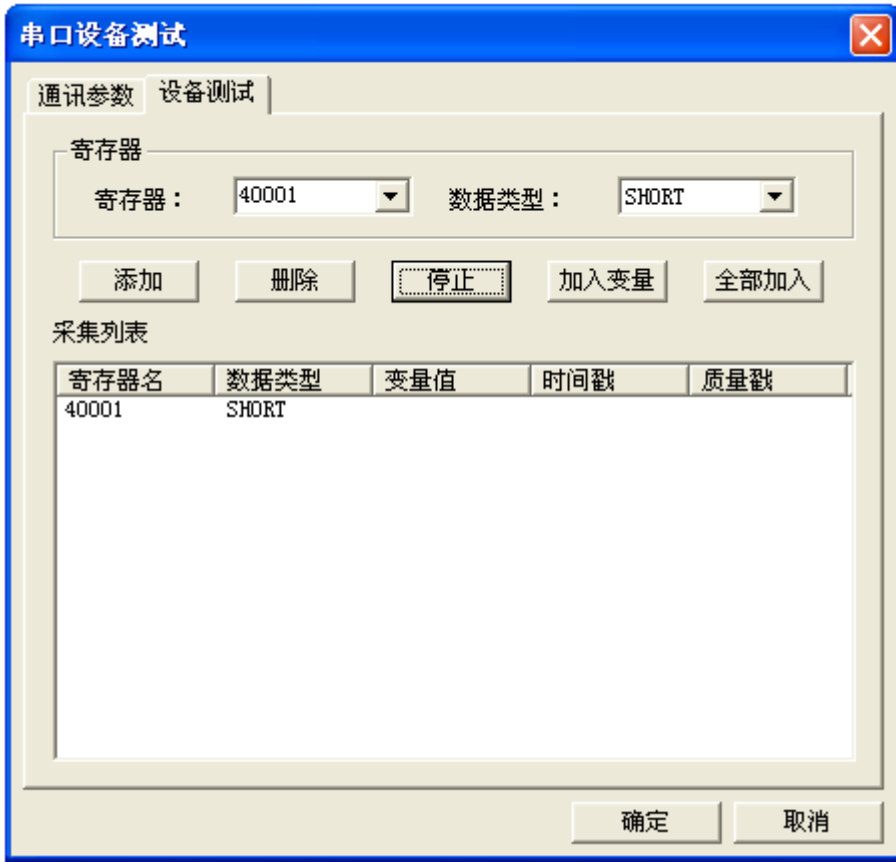 串口设备测试
通讯参数 设备测试
寄存器
寄存器： 40001 数据类型： SHORT
添加 删除 停止 加入变量 全部加入
采集列表
寄存器名 数据类型 变量值 时间戳 质量戳
40001 SHORT
确定 取消